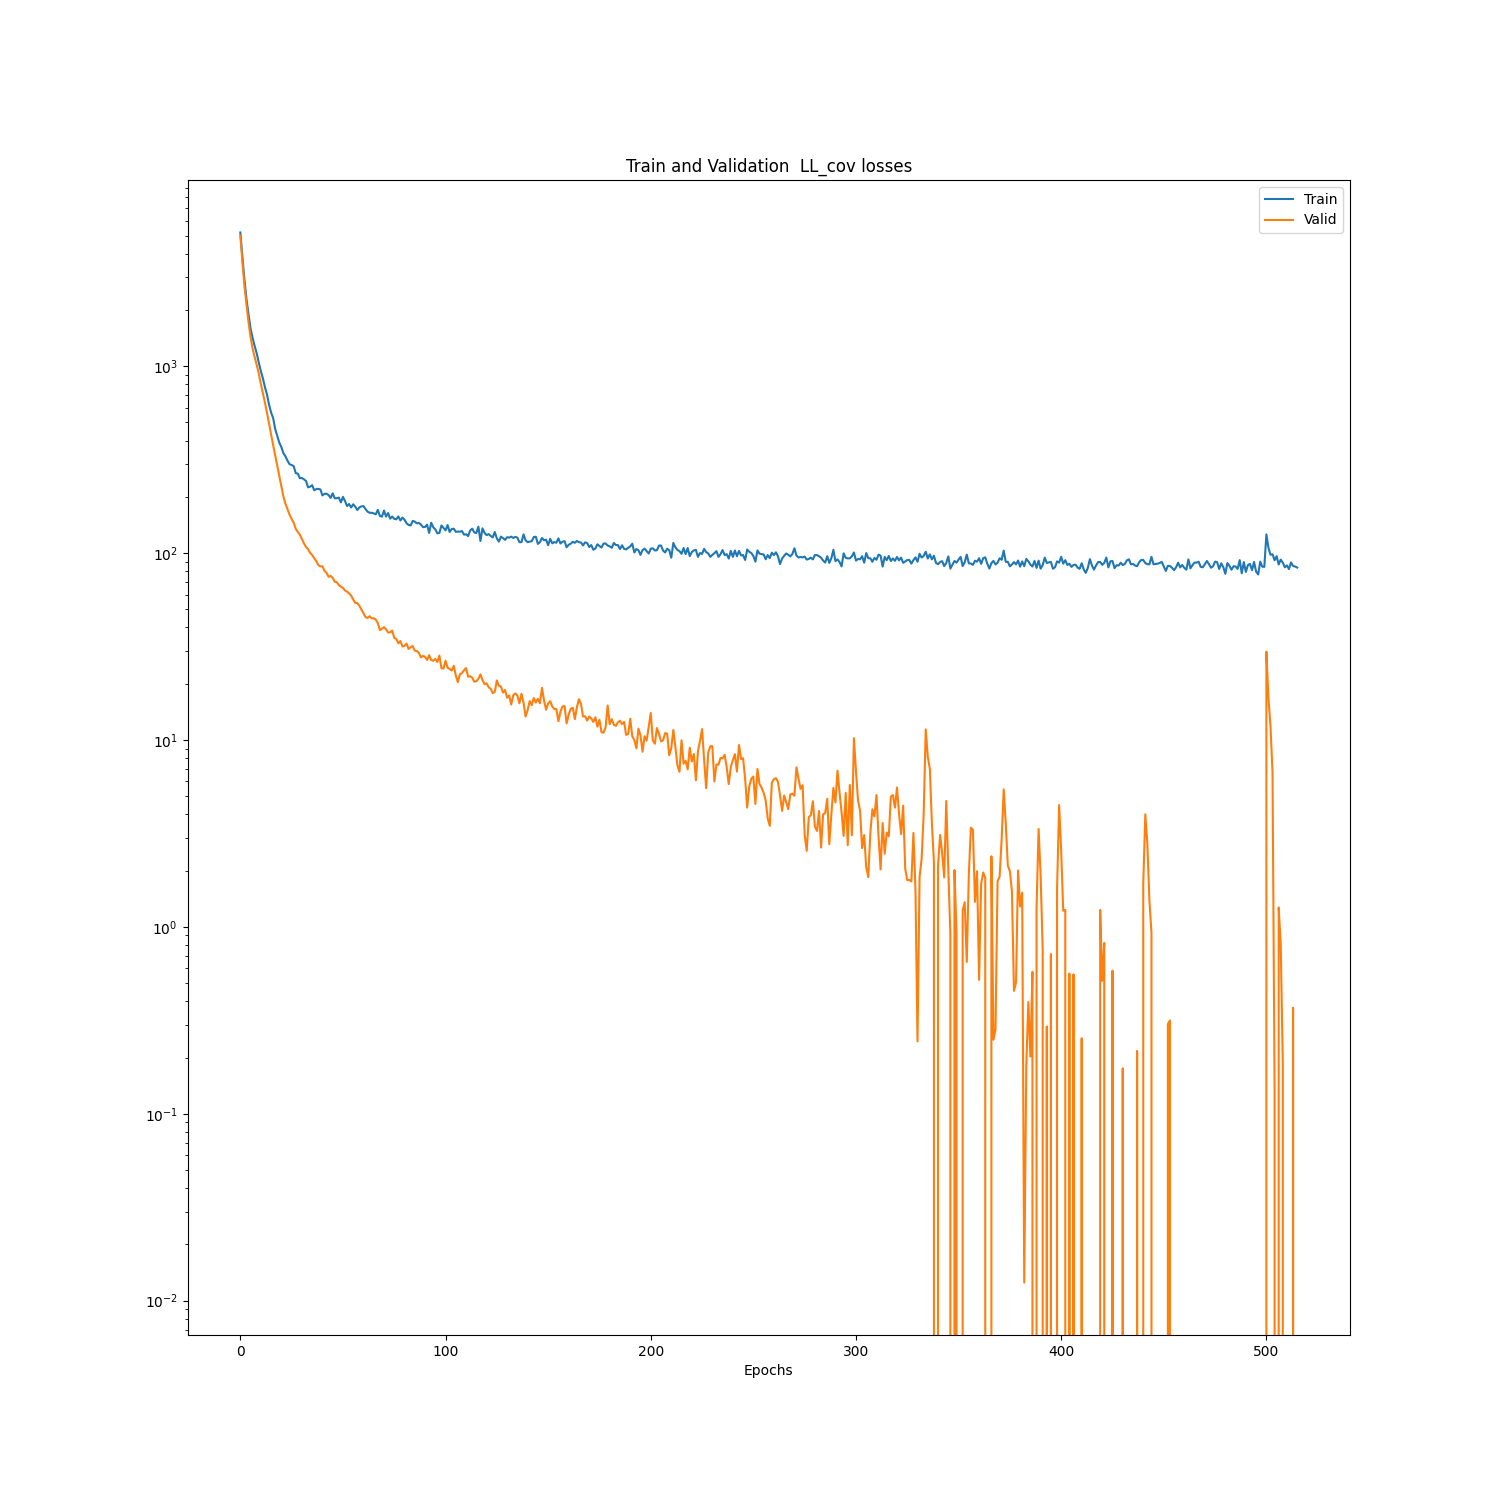 Train and Validation  LL_cov losses
Train
Valid
10³
10²
10¹
10⁰
10⁻¹
10⁻²
0 100 200 300 400 500
Epochs